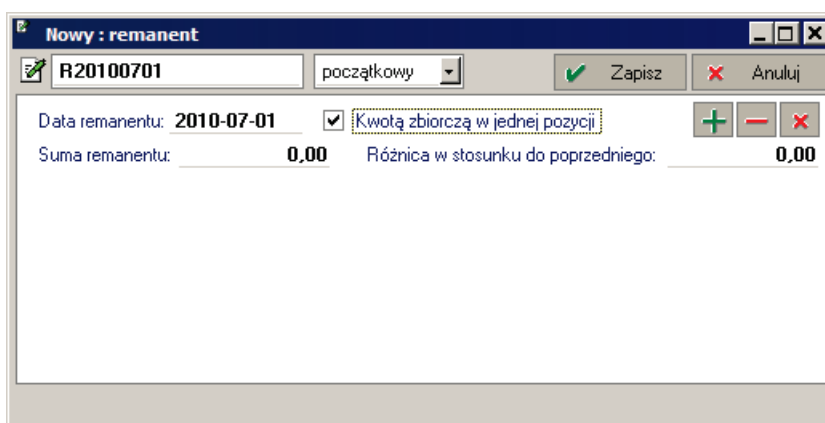 Nowy : remanent
R20100701 początkowy Zapisz Anuluj
Data remanentu: 2010-07-01 Kwotą zbiorczą w jednej pozycji
Suma remanentu: 0,00 Różnica w stosunku do poprzedniego: 0,00